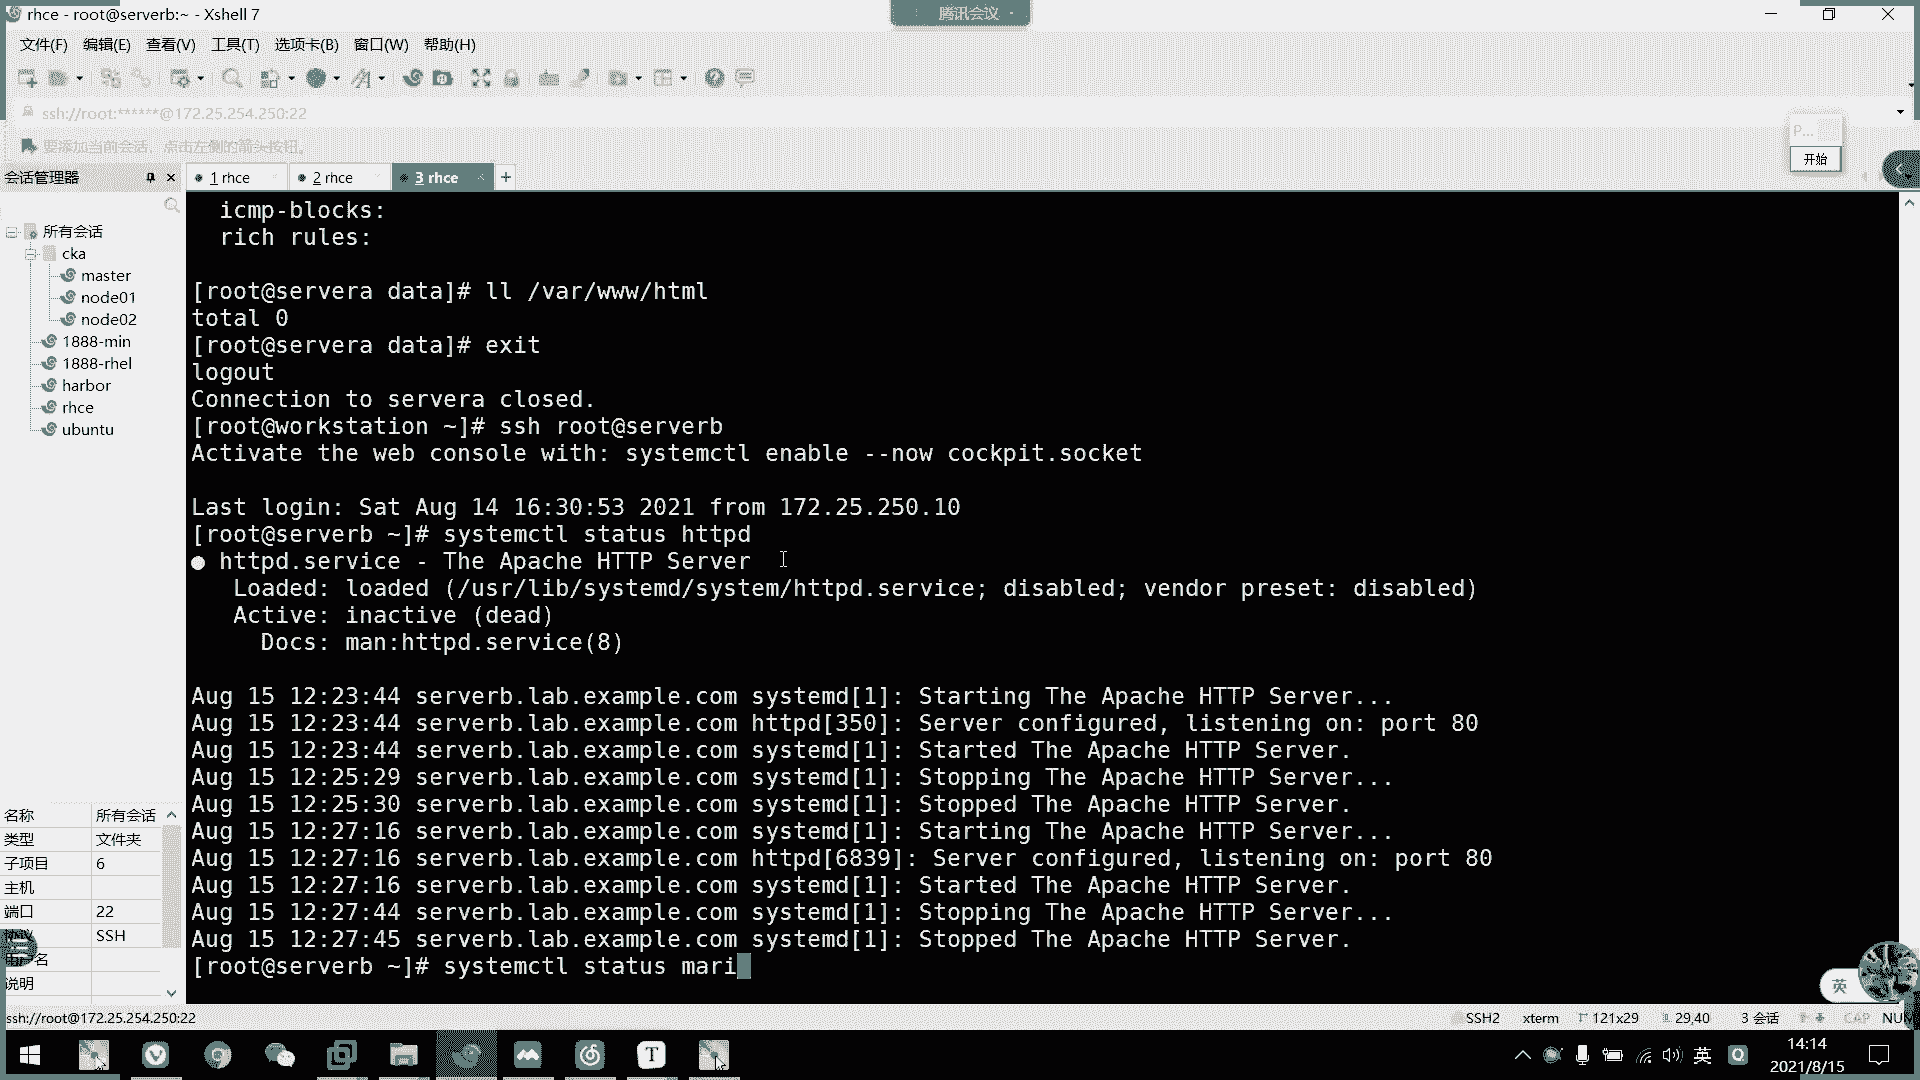 rhce - root@serverb:~ - Xshell 7
腾讯会议
文件(F) 编辑(E) 查看(V) 工具(T) 选项卡(B) 窗口(W) 帮助(H)
ssh://root:******@172.25.254.250:22
要添加当前会话，点击左侧的箭头按钮。
P...
开始
会话管理器
1 rhce
2 rhce
3 rhce
所有会话
cka
master
node01
node02
1888-min
1888-rhel
harbor
rhce
ubuntu
icmp-blocks:
rich rules:
[root@servera data]# ll /var/www/html
total 0
[root@servera data]# exit
logout
Connection to servera closed.
[root@workstation ~]# ssh root@serverb
Activate the web console with: systemctl enable --now cockpit.socket
Last login: Sat Aug 14 16:30:53 2021 from 172.25.250.10
[root@serverb ~]# systemctl status httpd
● httpd.service - The Apache HTTP Server
Loaded: loaded (/usr/lib/systemd/system/httpd.service; disabled; vendor preset: disabled)
Active: inactive (dead)
Docs: man:httpd.service(8)
Aug 15 12:23:44 serverb.lab.example.com systemd[1]: Starting The Apache HTTP Server...
Aug 15 12:23:44 serverb.lab.example.com httpd[350]: Server configured, listening on: port 80
Aug 15 12:23:44 serverb.lab.example.com systemd[1]: Started The Apache HTTP Server.
Aug 15 12:25:29 serverb.lab.example.com systemd[1]: Stopping The Apache HTTP Server...
Aug 15 12:25:30 serverb.lab.example.com systemd[1]: Stopped The Apache HTTP Server.
Aug 15 12:27:16 serverb.lab.example.com systemd[1]: Starting The Apache HTTP Server...
Aug 15 12:27:16 serverb.lab.example.com httpd[6839]: Server configured, listening on: port 80
Aug 15 12:27:16 serverb.lab.example.com systemd[1]: Started The Apache HTTP Server.
Aug 15 12:27:44 serverb.lab.example.com systemd[1]: Stopping The Apache HTTP Server...
Aug 15 12:27:45 serverb.lab.example.com systemd[1]: Stopped The Apache HTTP Server.
[root@serverb ~]# systemctl status mari
名称 所有会话
类型 文件夹
子项目 6
主机
端口 22
SSH
说明
英
ssh://root@172.25.254.250:22
SSH2 xterm 121x29 29,40 3 会话 CAP NUM
英
14:14
2021/8/15